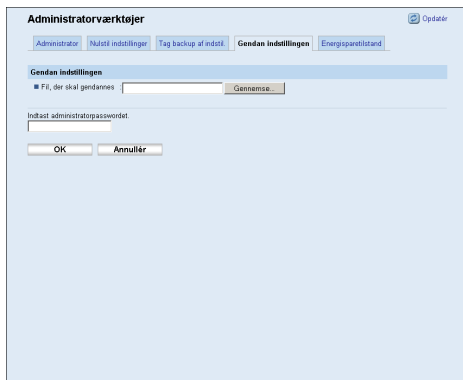 Administratorværktøjer Opdatér
Administrator Nulstil indstillinger Tag backup af indstil. Gendan indstillingen Energisparetilstand
Gendan indstillingen
Fil, der skal gendannes : Gennemse...
Indtast administratorpasswordet.
OK Annullér